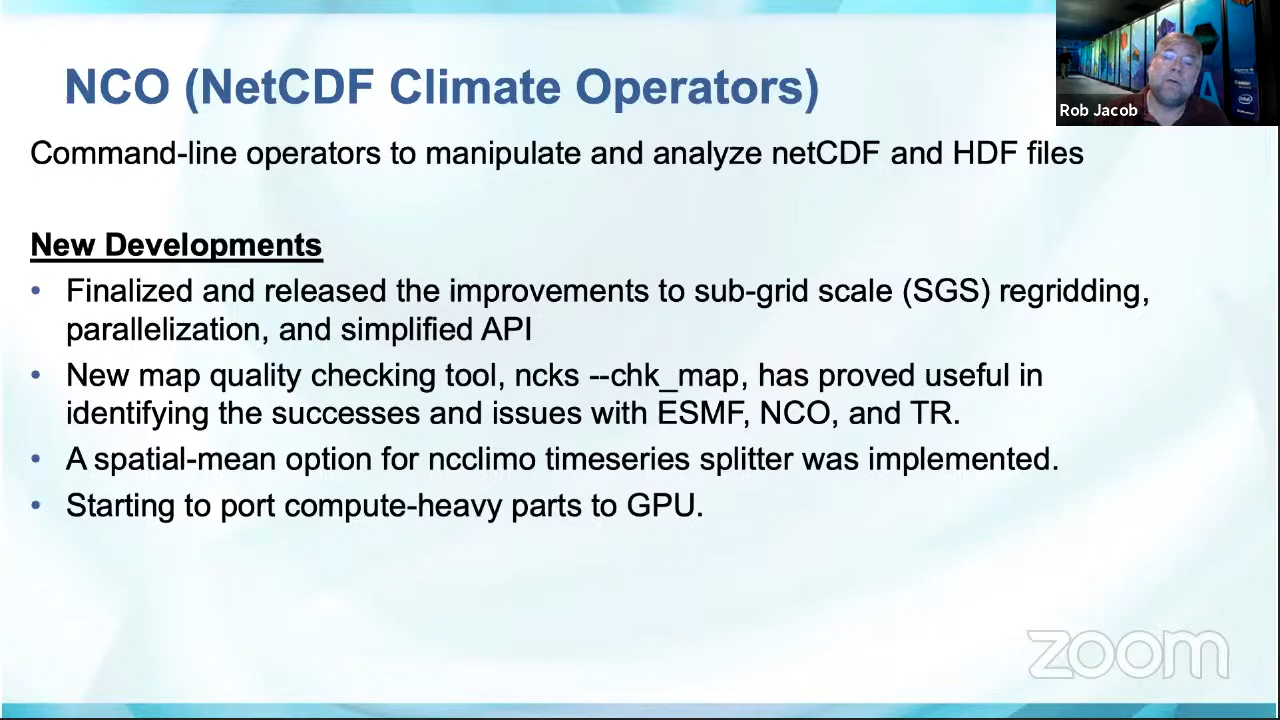 NCO (NetCDF Climate Operators)
Rob Jacob
Command-line operators to manipulate and analyze netCDF and HDF files
New Developments
• Finalized and released the improvements to sub-grid scale (SGS) regridding,
parallelization, and simplified API
• New map quality checking tool, ncks --chk_map, has proved useful in
identifying the successes and issues with ESMF, NCO, and TR.
• A spatial-mean option for ncclimo timeseries splitter was implemented.
• Starting to port compute-heavy parts to GPU.
zoom